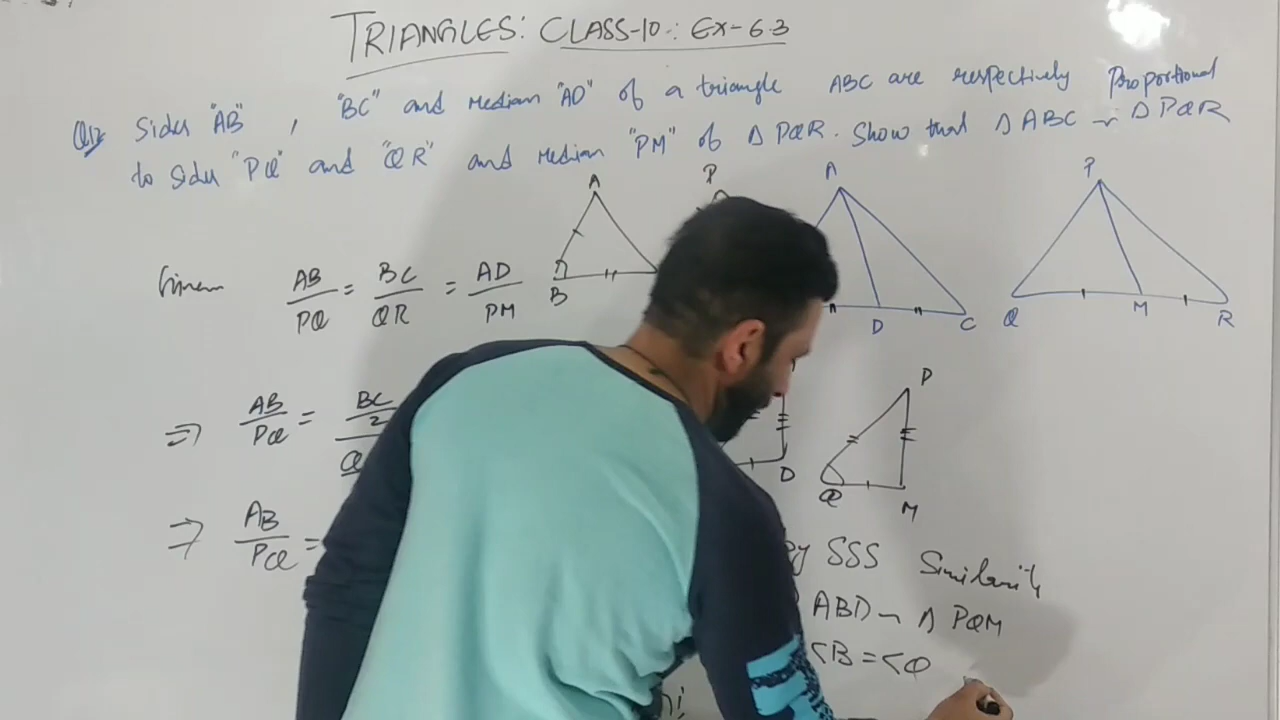 TRIANGLES: CLASS-10: EX-6.3
Q12 Sides "AB", "BC" and Median "AD" of a triangle ABC are respectively Proportional
to sides "PQ" and "QR" and Median "PM" of Δ PQR. Show that Δ ABC ~ Δ PQR
A
B
P
A
D
C
P
Q
M
R
Given AB/PQ = BC/QR = AD/PM
⇒ AB/PQ = BC/2
⇒ AB/PQ =
D
P
Q
M
By SSS Similarity
ABD ~ Δ PQM
<B = <Q